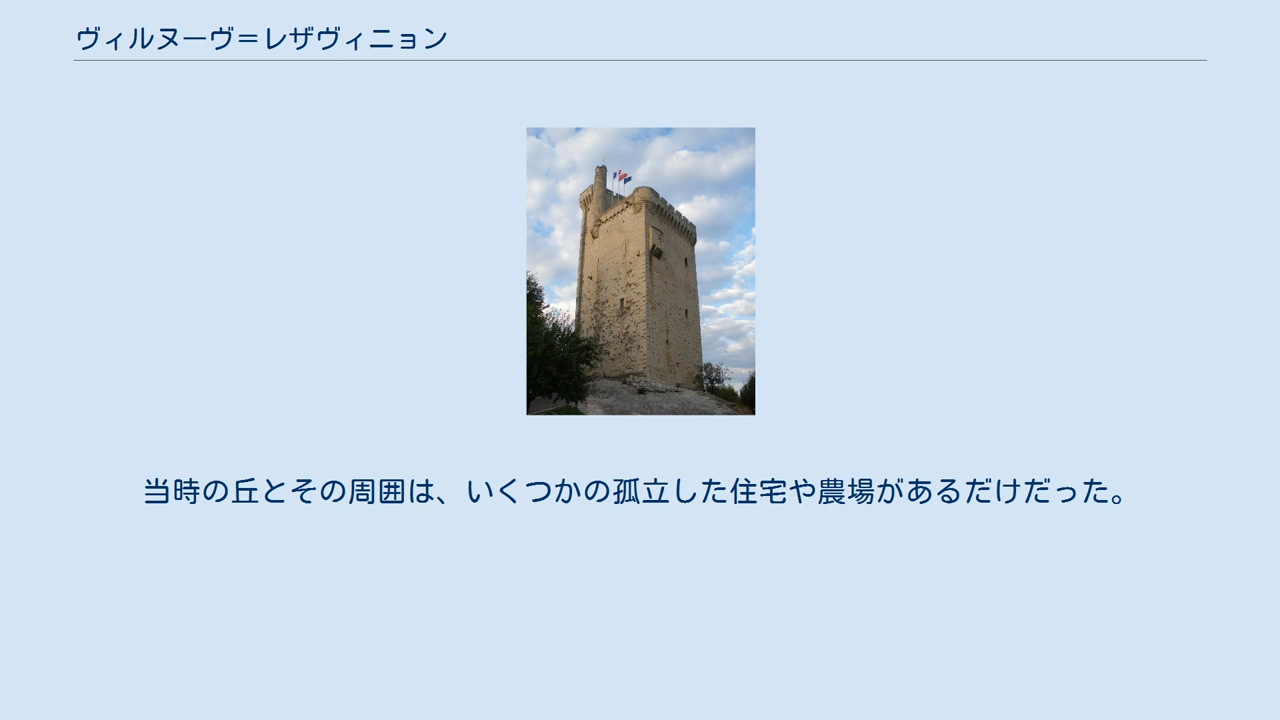 ヴィルヌーヴ＝レザヴィニョン
当時の丘とその周囲は、いくつかの孤立した住宅や農場があるだけだった。